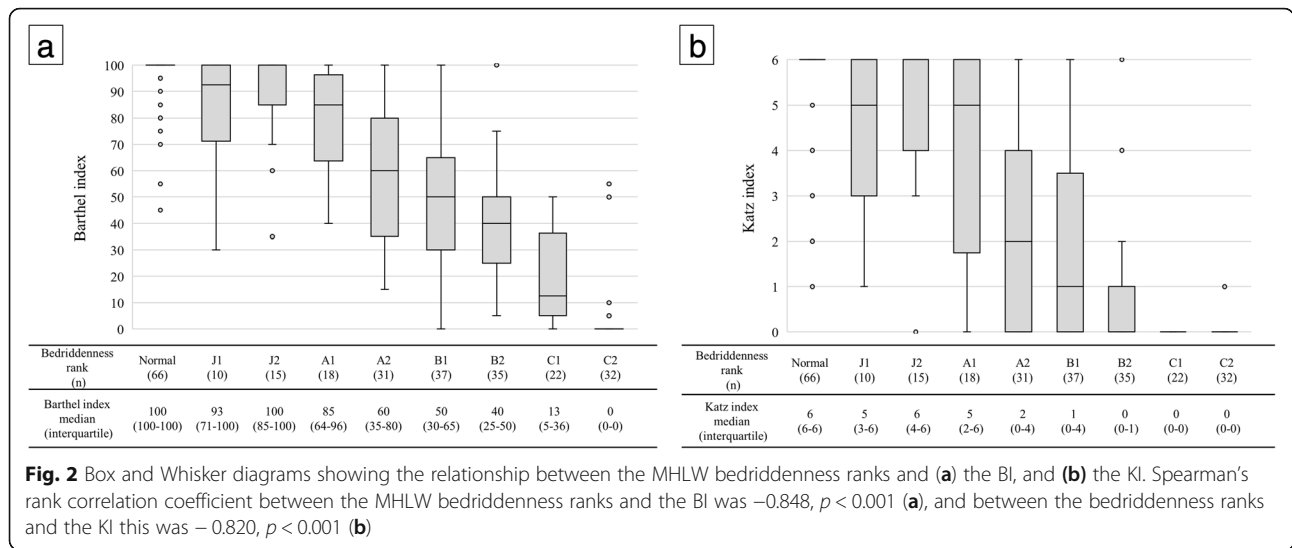 a
Barthel index
100
90
80
70
60
50
40
30
20
10
0
Bedriddenness rank (n) Normal (66) J1 (10) J2 (15) A1 (18) A2 (31) B1 (37) B2 (35) C1 (22) C2 (32)
Barthel index median (interquartile) 100 (100-100) 93 (71-100) 100 (85-100) 85 (64-96) 60 (35-80) 50 (30-65) 40 (25-50) 13 (5-36) 0 (0-0)
b
Katz index
6
5
4
3
2
1
0
Bedriddenness rank (n) Normal (66) J1 (10) J2 (15) A1 (18) A2 (31) B1 (37) B2 (35) C1 (22) C2 (32)
Katz index median (interquartile) 6 (6-6) 5 (3-6) 6 (4-6) 5 (2-6) 2 (0-4) 1 (0-4) 0 (0-1) 0 (0-0) 0 (0-0)
Fig. 2 Box and Whisker diagrams showing the relationship between the MHLW bedriddenness ranks and (a) the BI, and (b) the KI. Spearman's
rank correlation coefficient between the MHLW bedriddenness ranks and the BI was −0.848, p < 0.001 (a), and between the bedriddenness ranks
and the KI this was − 0.820, p < 0.001 (b)